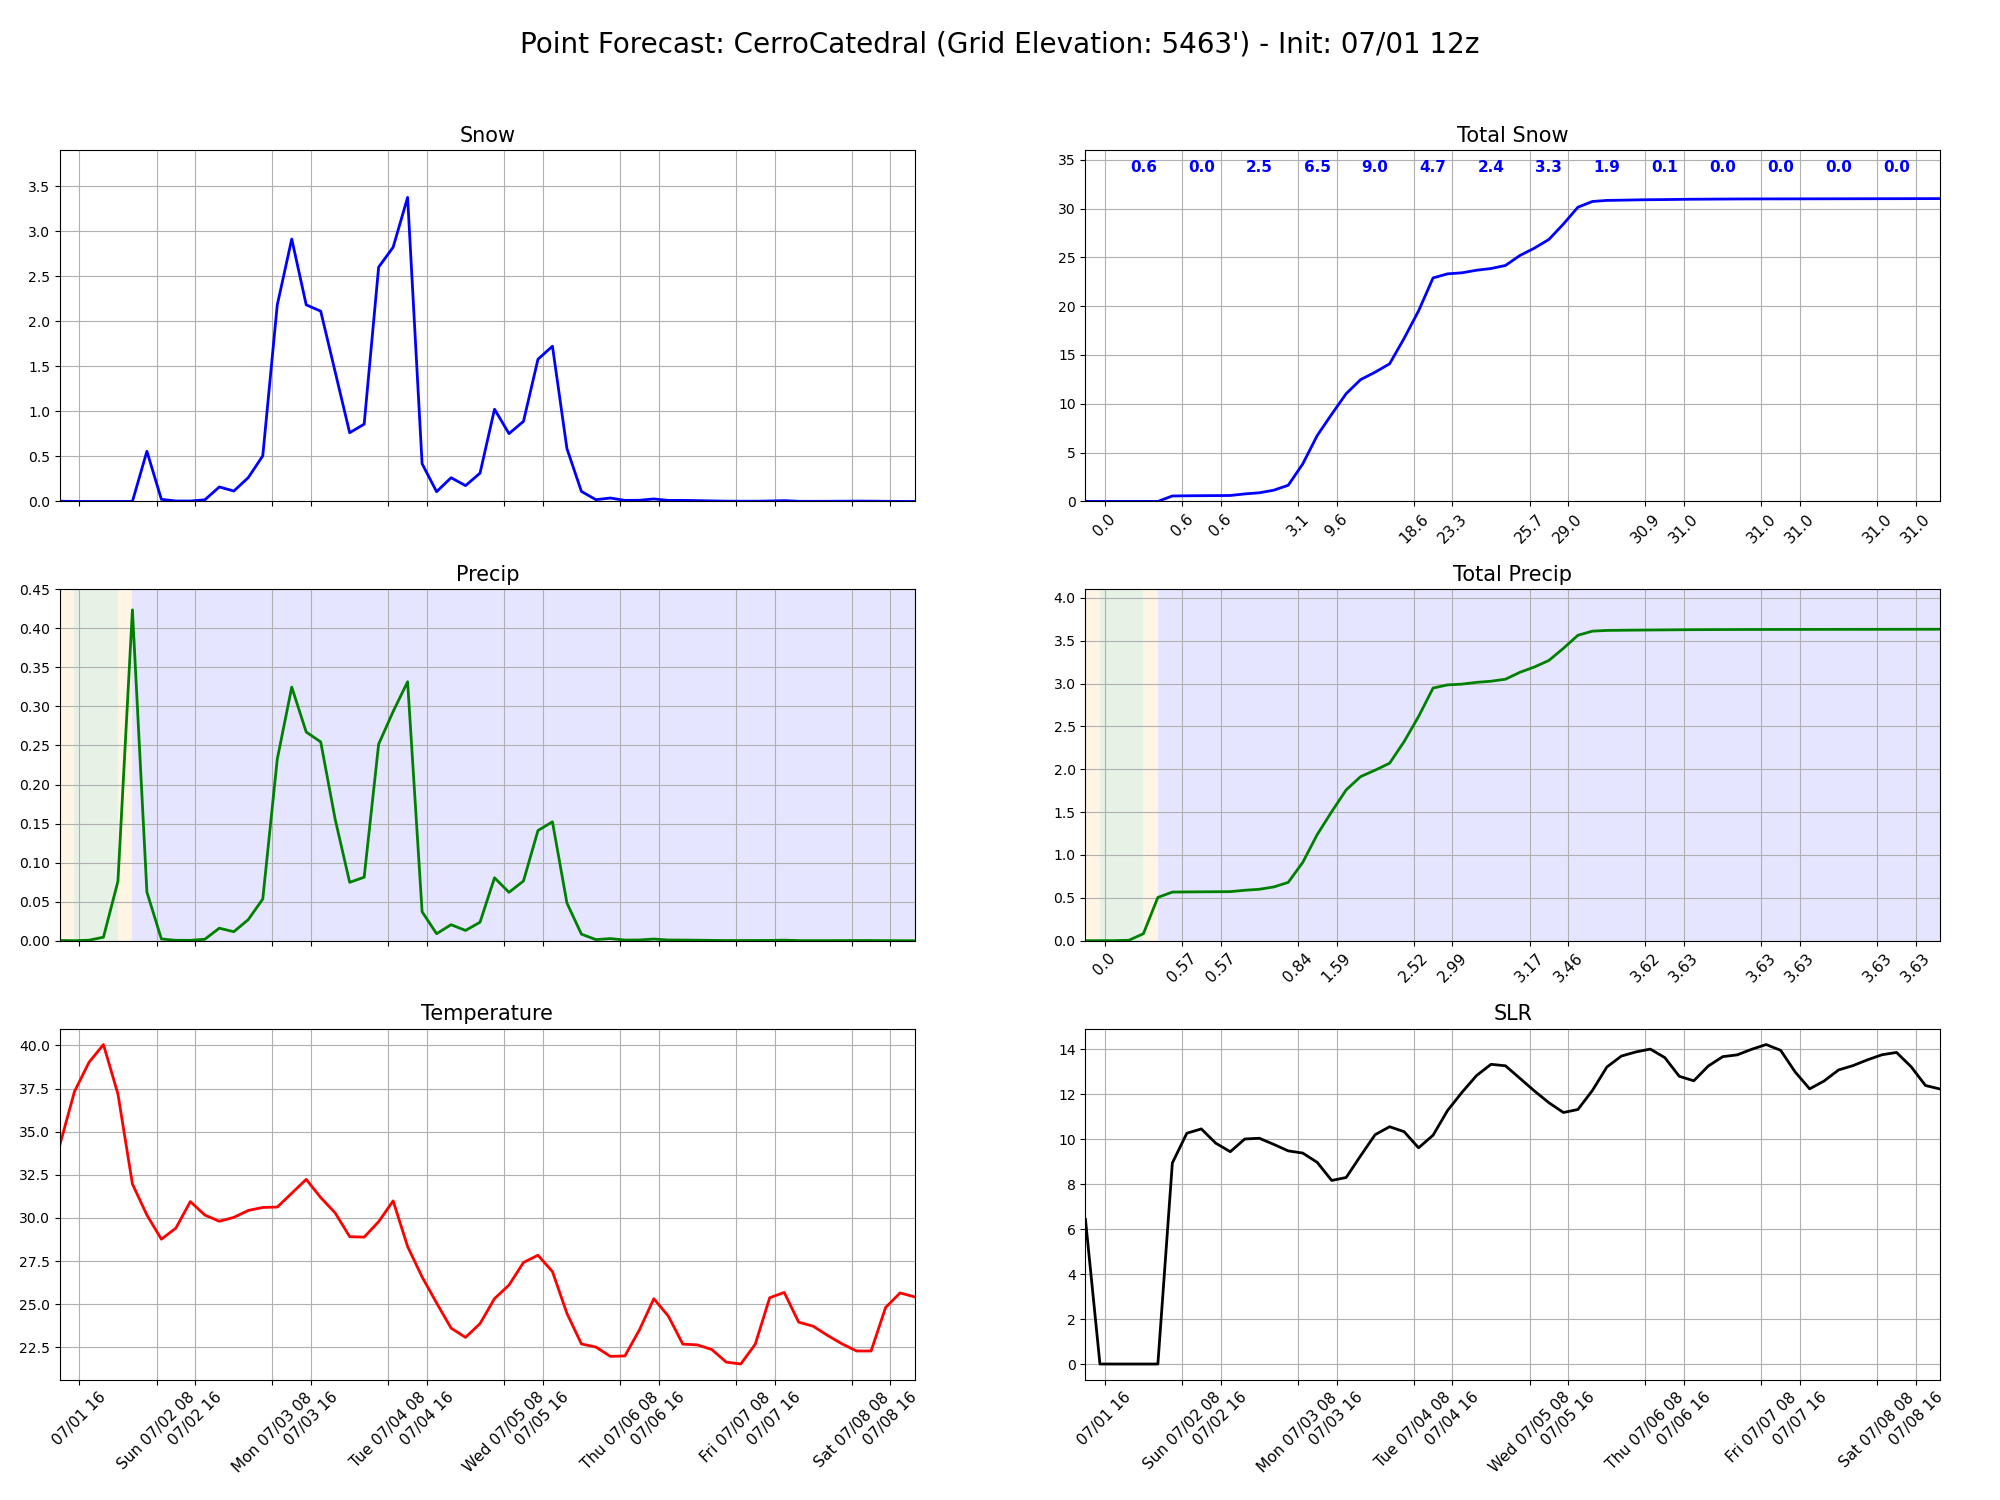 Point Forecast: CerroCatedral (Grid Elevation: 5463') - Init: 07/01 12z
Snow
3.5
3.0
2.5
2.0
1.5
1.0
0.5
0.0
Total Snow
0.6 0.0 2.5 6.5 9.0 4.7 2.4 3.3 1.9 0.1 0.0 0.0 0.0 0.0
35
30
25
20
15
10
5
0
0.0 0.6 0.6 3.1 9.6 18.6 23.3 25.7 29.0 30.9 31.0 31.0 31.0 31.0 31.0
Precip
0.45
0.40
0.35
0.30
0.25
0.20
0.15
0.10
0.05
0.00
Total Precip
4.0
3.5
3.0
2.5
2.0
1.5
1.0
0.5
0.0
0.0 0.57 0.57 0.84 1.59 2.52 2.99 3.17 3.46 3.62 3.63 3.63 3.63 3.63 3.63
Temperature
40.0
37.5
35.0
32.5
30.0
27.5
25.0
22.5
07/01 16
Sun 07/02 08
07/02 16
Mon 07/03 08
07/03 16
Tue 07/04 08
07/04 16
Wed 07/05 08
07/05 16
Thu 07/06 08
07/06 16
Fri 07/07 08
07/07 16
Sat 07/08 08
07/08 16
SLR
14
12
10
8
6
4
2
0
07/01 16
Sun 07/02 08
07/02 16
Mon 07/03 08
07/03 16
Tue 07/04 08
07/04 16
Wed 07/05 08
07/05 16
Thu 07/06 08
07/06 16
Fri 07/07 08
07/07 16
Sat 07/08 08
07/08 16